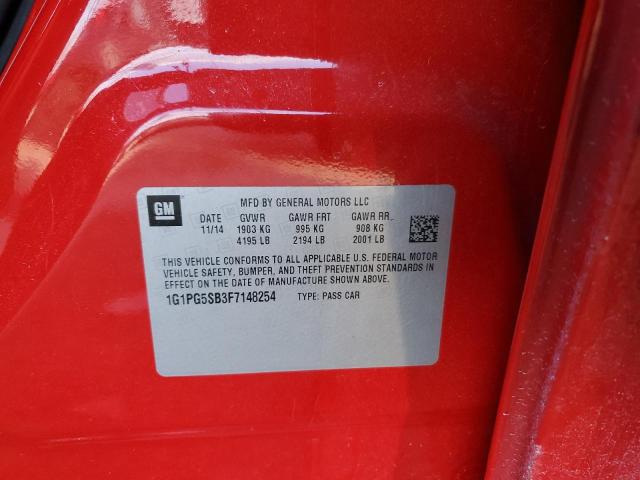 GM
MFD BY GENERAL MOTORS LLC
DATE GVWR GAWR FRT GAWR RR
11/14 1903 KG 995 KG 908 KG
4195 LB 2194 LB 2001 LB
THIS VEHICLE CONFORMS TO ALL APPLICABLE U.S. FEDERAL MOTOR
VEHICLE SAFETY, BUMPER, AND THEFT PREVENTION STANDARDS IN
EFFECT ON THE DATE OF MANUFACTURE SHOWN ABOVE.
1G1PG5SB3F7148254 TYPE: PASS CAR